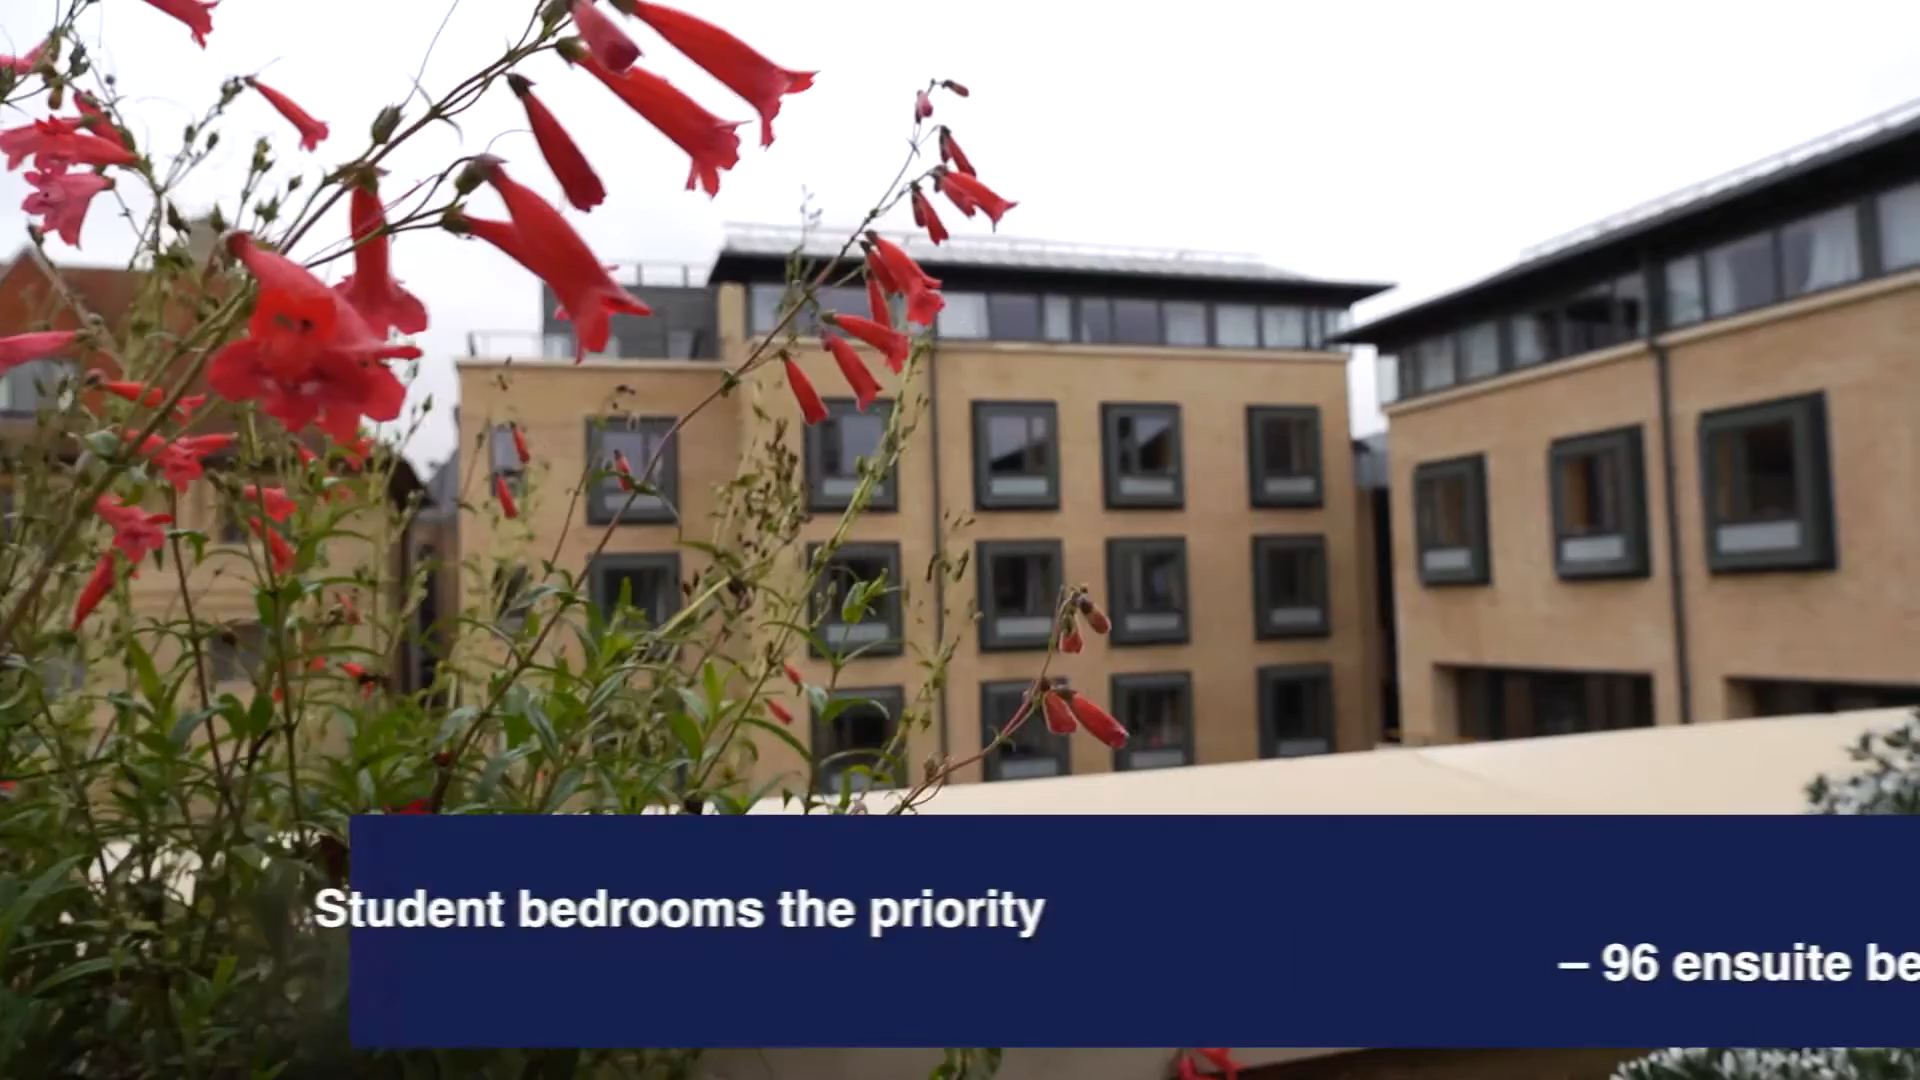 Student bedrooms the priority
– 96 ensuite